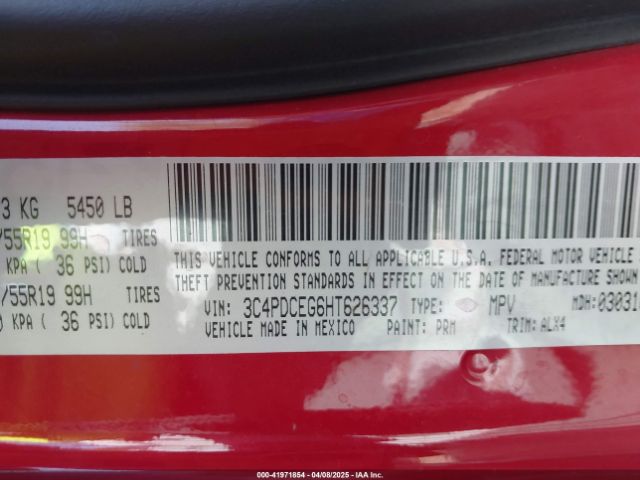 3 KG 5450 LB
/55R19 99H TIRES
KPA ( 36 PSI) COLD
/55R19 99H TIRES
) KPA ( 36 PSI) COLD
THIS VEHICLE CONFORMS TO ALL APPLICABLE U.S.A. FEDERAL MOTOR VEHICLE
THEFT PREVENTION STANDARDS IN EFFECT ON THE DATE OF MANUFACTURE SHOWN
VIN: 3C4PDCEG6HT626337 TYPE: MPV MDH: 03031
VEHICLE MADE IN MEXICO PAINT: PRM TRIM: ALX4
000-41971854 | 04/08/2025 - IAA Inc.